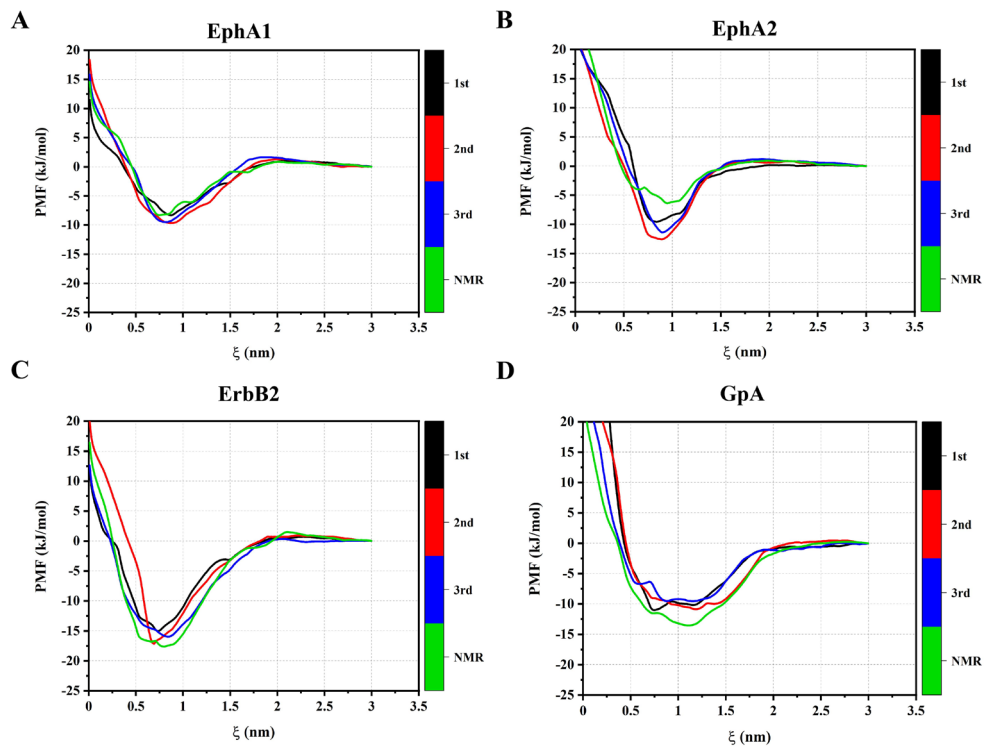 A
EphA1
PMF (kJ/mol)
20
15
10
5
0
-5
-10
-15
-20
-25
0
0.5
1
1.5
2
2.5
3
3.5
ξ (nm)
1st
2nd
3rd
NMR
B
EphA2
PMF (kJ/mol)
20
15
10
5
0
-5
-10
-15
-20
-25
0
0.5
1
1.5
2
2.5
3
3.5
ξ (nm)
1st
2nd
3rd
NMR
C
ErbB2
PMF (kJ/mol)
20
15
10
5
0
-5
-10
-15
-20
-25
0
0.5
1
1.5
2
2.5
3
3.5
ξ (nm)
1st
2nd
3rd
NMR
D
GpA
PMF (kJ/mol)
20
15
10
5
0
-5
-10
-15
-20
-25
0
0.5
1
1.5
2
2.5
3
3.5
ξ (nm)
1st
2nd
3rd
NMR